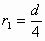 r₁ = d/4